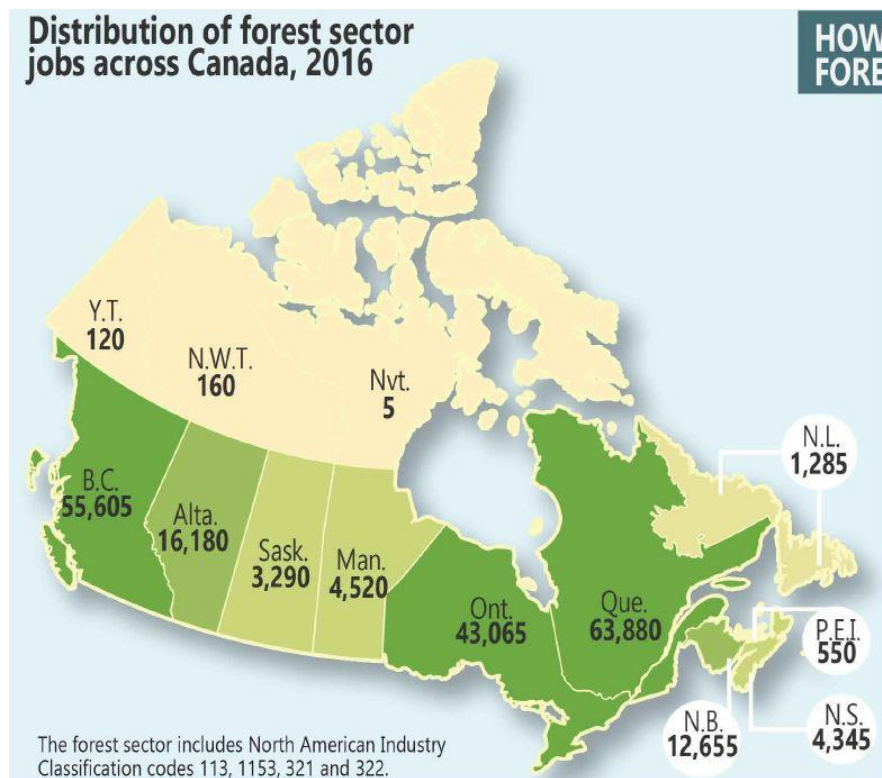 Distribution of forest sector
jobs across Canada, 2016
HOW
FORE
Y.T.
120
N.W.T.
160
Nvt.
5
N.L.
1,285
B.C.
55,605
Alta.
16,180
Sask.
3,290
Man.
4,520
Ont.
43,065
Que.
63,880
P.E.I.
550
N.B.
12,655
N.S.
4,345
The forest sector includes North American Industry
Classification codes 113, 1153, 321 and 322.